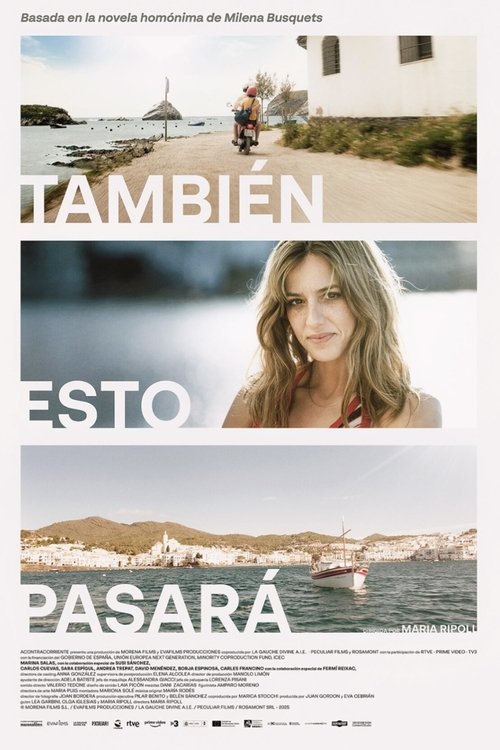 Basada en la novela homónima de Milena Busquets
TAMBIÉN
ESTO
PASARÁ
DIRIGIDA POR MARIA RIPOLL
ACONTRACORRIENTE presenta una producción de MORENA FILMS y EVAFILMS PRODUCCIONES coproducida por LA GAUCHE DIVINE A.I.E. PECULIAR FILMS y ROSAMONT con la participación de RTVE · PRIME VIDEO · TV3
con la financiación del GOBIERNO DE ESPAÑA, UNIÓN EUROPEA NEXT GENERATION, MINORITY COPRODUCTION FUND, ICEC
MARINA SALAS, con la colaboración especial de SUSI SÁNCHEZ,
CARLOS CUEVAS, SARA ESPÍGUL, ANDREA TREPAT, DAVID MENÉNDEZ, BORJA ESPINOSA, CARLES FRANCINO con la colaboración especial de FERMÍ REIXAC,
directora de casting ANNA GONZÁLEZ supervisora de postproducción ELENA ALCOLEA director de producción MANOLO LIMÓN
ayudante de dirección ADELA BATISTE jefa de maquillaje ALESSANDRA jefa de peluquería LORENZA PISANI
sonido directo VALERIO TEDONE diseño de sonido LAIA mezclas DANI ZACARÍAS figurinista AMPARO MORENO
directora de arte MARIA PUIG montadora MARIONA SOLE música original MARÍA RODÉS
director de fotografía JOAN BORDERA producción ejecutiva PILAR BENITO y BELÉN SÁNCHEZ coproducida por MARICA STOCCHI producida por JUAN GORDON y EVA CEBRIÁN
guion LEA GARBINI, OLGA IGLESIAS y MARIA RIPOLL directora MARIA RIPOLL
© MORENA FILMS S.L. / EVAFILMS PRODUCCIONES / LA GAUCHE DIVINE A.I.E. / PECULIAR FILMS / ROSAMONT SRL - 2025
MORENAFILMS EVAFILMS rtve prime video 3